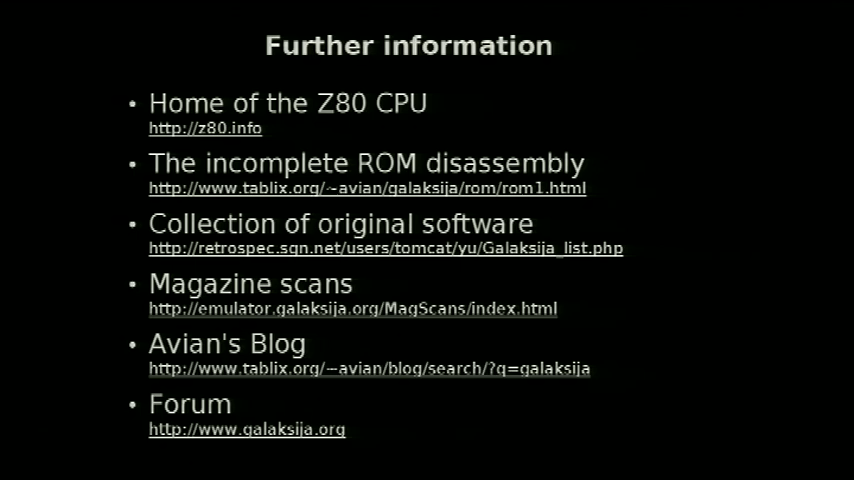 Further information
• Home of the Z80 CPU
http://z80.info
• The incomplete ROM disassembly
http://www.tablix.org/~avian/galaksija/rom/rom1.html
• Collection of original software
http://retrospec.sgn.net/users/tomcat/yu/Galaksija_list.php
• Magazine scans
http://emulator.galaksija.org/MagScans/index.html
• Avian's Blog
http://www.tablix.org/~avian/blog/search/?q=galaksija
• Forum
http://www.galaksija.org